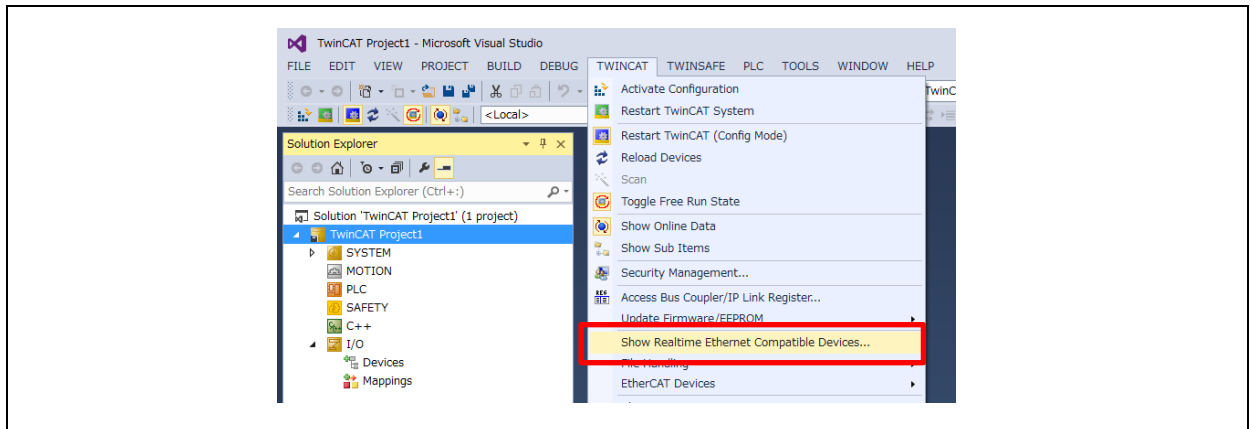 TwinCAT Project1 - Microsoft Visual Studio
FILE EDIT VIEW PROJECT BUILD DEBUG TWINCAT TWINSAFE PLC TOOLS WINDOW HELP
<Local>
TwinC
Solution Explorer
Search Solution Explorer (Ctrl+:)
Solution 'TwinCAT Project1' (1 project)
TwinCAT Project1
SYSTEM
MOTION
PLC
SAFETY
C++
I/O
Devices
Mappings
Activate Configuration
Restart TwinCAT System
Restart TwinCAT (Config Mode)
Reload Devices
Scan
Toggle Free Run State
Show Online Data
Show Sub Items
Security Management...
Access Bus Coupler/IP Link Register...
Update Firmware/EEPROM
Show Realtime Ethernet Compatible Devices...
File Handling
EtherCAT Devices